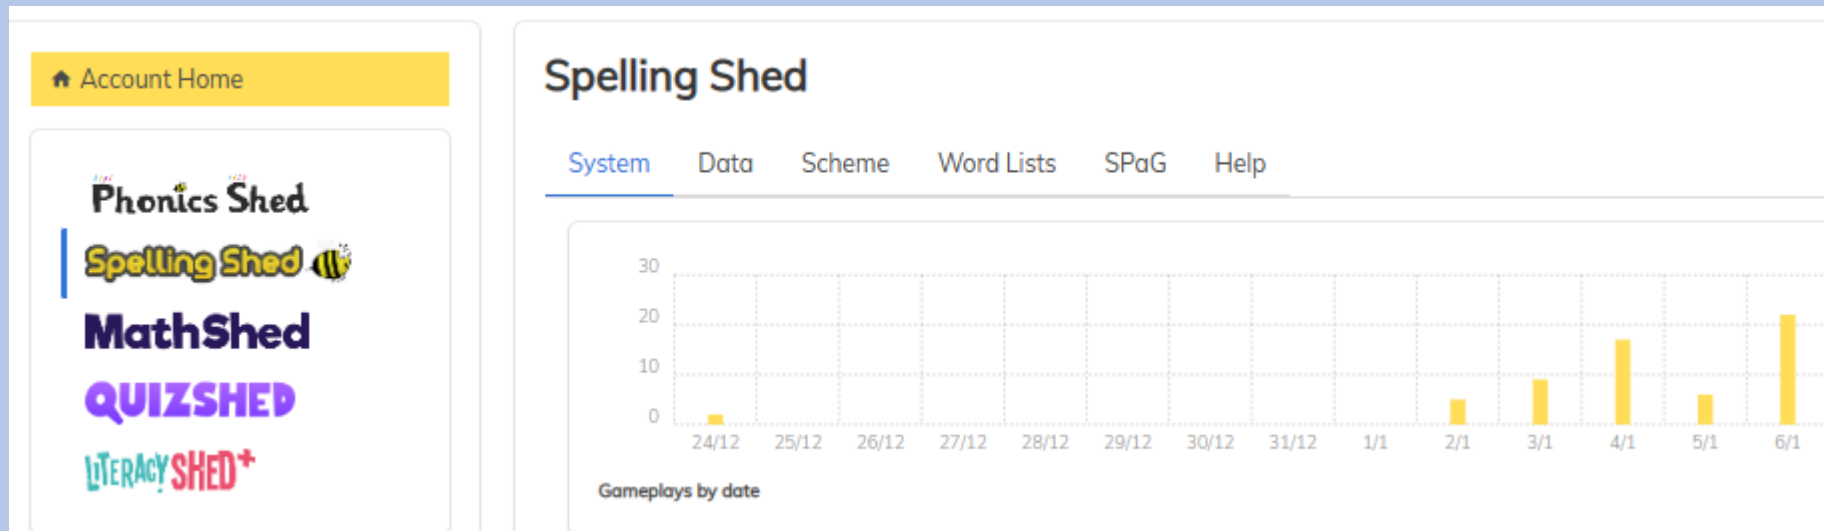 Account Home
Phonics Shed
Spelling Shed
MathShed
QUIZSHED
LITERACY SHED+
Spelling Shed
System Data Scheme Word Lists SPaG Help
30
20
10
0
24/12 25/12 26/12 27/12 28/12 29/12 30/12 31/12 1/1 2/1 3/1 4/1 5/1 6/1
Gameplays by date